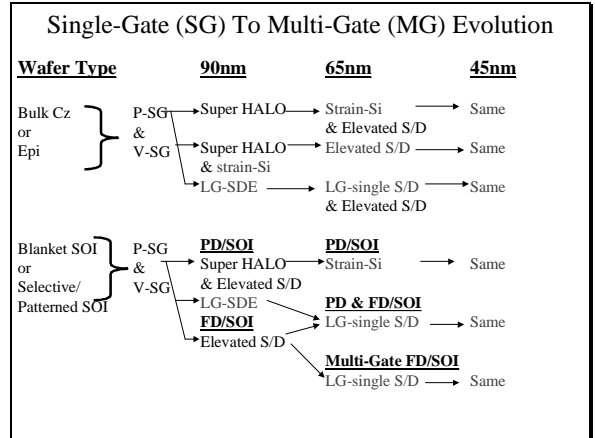 Single-Gate (SG) To Multi-Gate (MG) Evolution
Wafer Type 90nm 65nm 45nm
Bulk Cz
or
Epi
P-SG
&
V-SG
Super HALO Strain-Si Same
& Elevated S/D
Super HALO Elevated S/D Same
& strain-Si
LG-SDE LG-single S/D Same
& Elevated S/D
Blanket SOI
or
Selective/
Patterned SOI
P-SG
&
V-SG
PD/SOI PD/SOI
Super HALO Strain-Si Same
& Elevated S/D
LG-SDE PD & FD/SOI
FD/SOI LG-single S/D Same
Elevated S/D
Multi-Gate FD/SOI
LG-single S/D Same